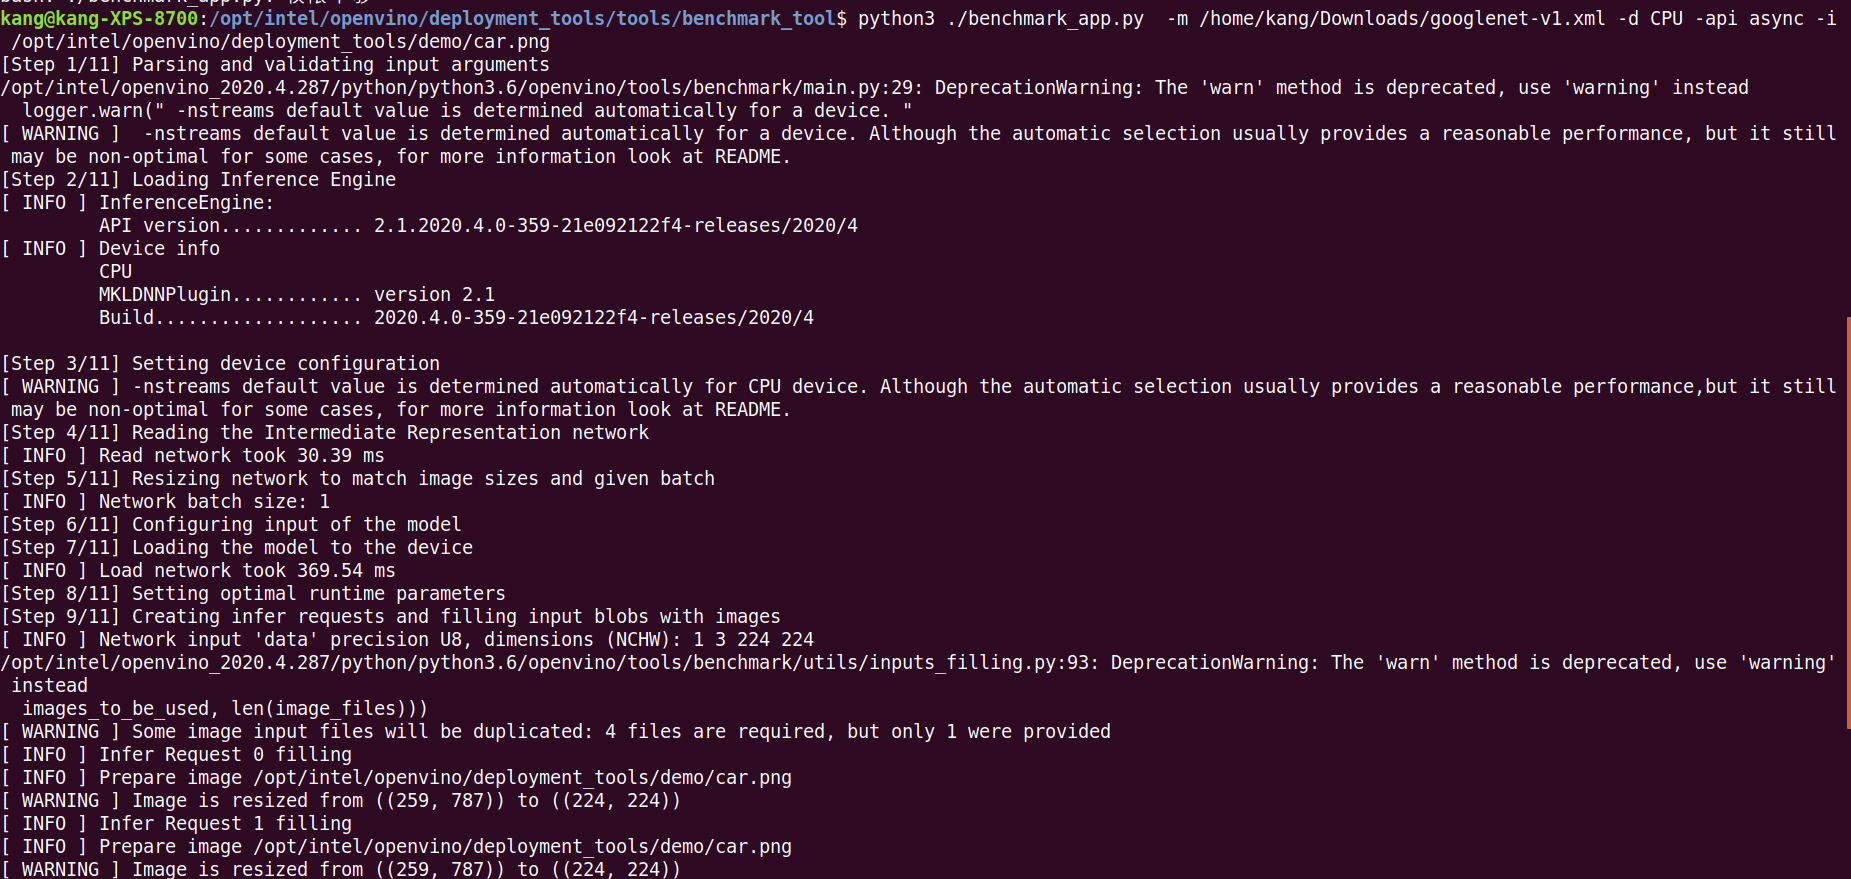 kang@kang-XPS-8700:/opt/intel/openvino/deployment_tools/tools/benchmark_tool$ python3 ./benchmark_app.py  -m /home/kang/Downloads/googlenet-v1.xml -d CPU -api async -i
 /opt/intel/openvino/deployment_tools/demo/car.png
[Step 1/11] Parsing and validating input arguments
/opt/intel/openvino_2020.4.287/python/python3.6/openvino/tools/benchmark/main.py:29: DeprecationWarning: The 'warn' method is deprecated, use 'warning' instead
  logger.warn(" -nstreams default value is determined automatically for a device. "
[ WARNING ]  -nstreams default value is determined automatically for a device. Although the automatic selection usually provides a reasonable performance, but it still
 may be non-optimal for some cases, for more information look at README.
[Step 2/11] Loading Inference Engine
[ INFO ] InferenceEngine:
         API version............. 2.1.2020.4.0-359-21e092122f4-releases/2020/4
[ INFO ] Device info
         CPU
         MKLDNNPlugin............ version 2.1
         Build................... 2020.4.0-359-21e092122f4-releases/2020/4
[Step 3/11] Setting device configuration
[ WARNING ] -nstreams default value is determined automatically for CPU device. Although the automatic selection usually provides a reasonable performance,but it still
 may be non-optimal for some cases, for more information look at README.
[Step 4/11] Reading the Intermediate Representation network
[ INFO ] Read network took 30.39 ms
[Step 5/11] Resizing network to match image sizes and given batch
[ INFO ] Network batch size: 1
[Step 6/11] Configuring input of the model
[Step 7/11] Loading the model to the device
[ INFO ] Load network took 369.54 ms
[Step 8/11] Setting optimal runtime parameters
[Step 9/11] Creating infer requests and filling input blobs with images
[ INFO ] Network input 'data' precision U8, dimensions (NCHW): 1 3 224 224
/opt/intel/openvino_2020.4.287/python/python3.6/openvino/tools/benchmark/utils/inputs_filling.py:93: DeprecationWarning: The 'warn' method is deprecated, use 'warning'
 instead
  images_to_be_used, len(image_files)))
[ WARNING ] Some image input files will be duplicated: 4 files are required, but only 1 were provided
[ INFO ] Infer Request 0 filling
[ INFO ] Prepare image /opt/intel/openvino/deployment_tools/demo/car.png
[ WARNING ] Image is resized from ((259, 787)) to ((224, 224))
[ INFO ] Infer Request 1 filling
[ INFO ] Prepare image /opt/intel/openvino/deployment_tools/demo/car.png
[ WARNING ] Image is resized from ((259, 787)) to ((224, 224))